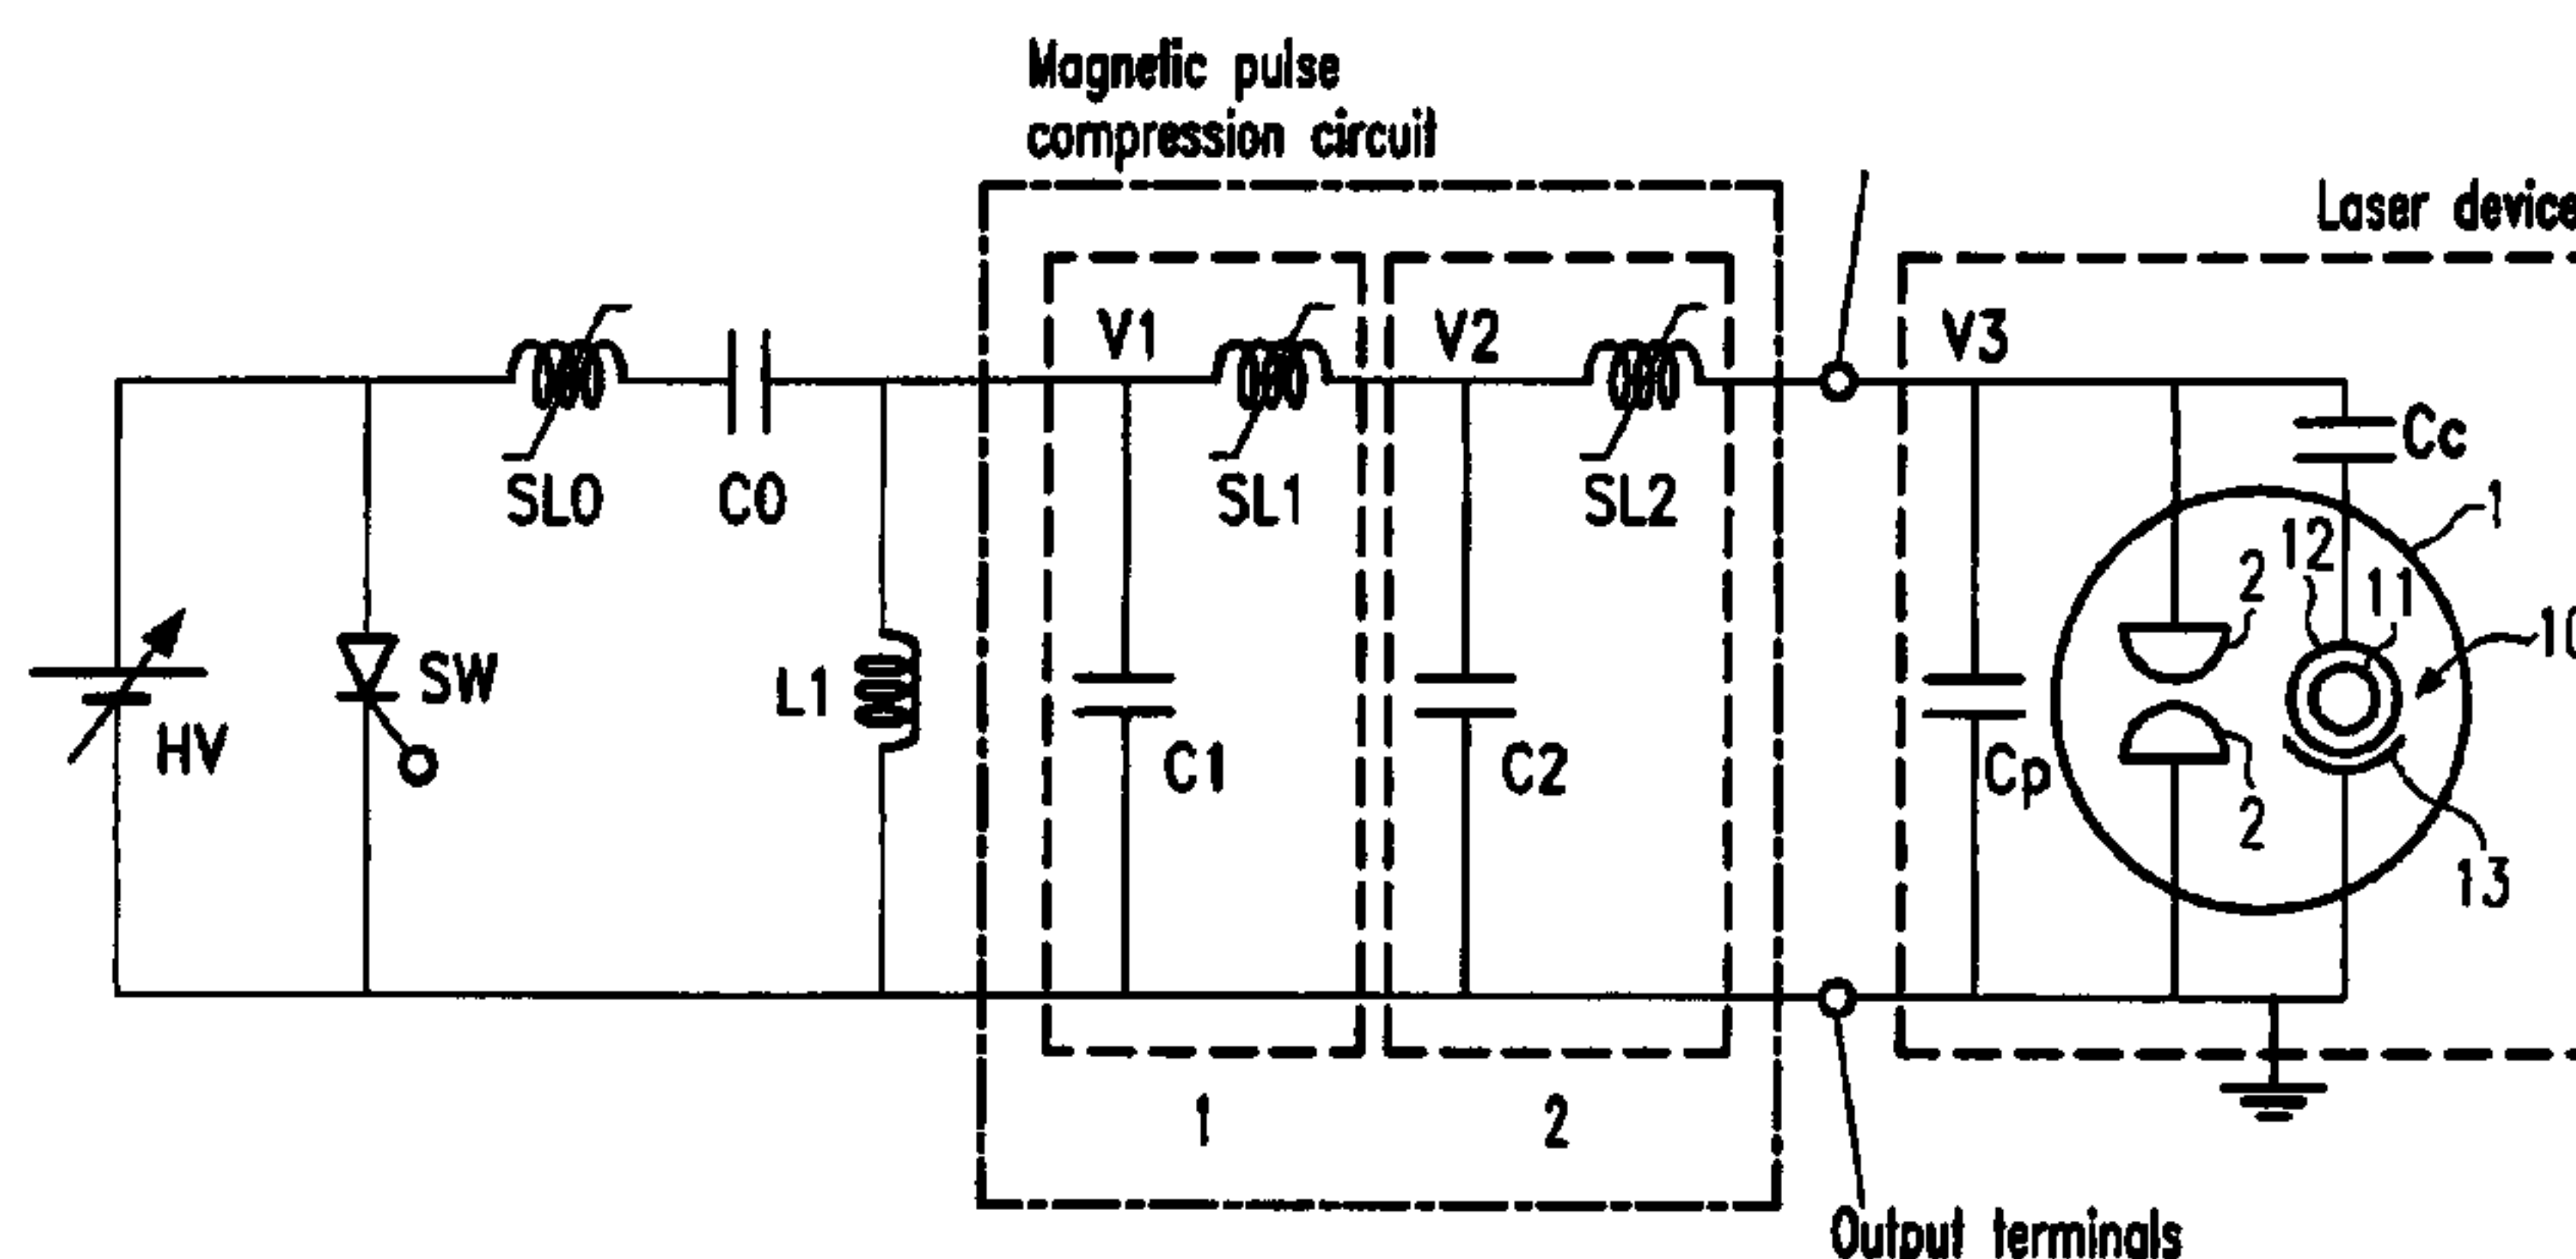 Magnetic pulse
compression circuit
Laser device
V1
V2
V3
SL0
C0
SL1
SL2
Cc
1
12
2
11
10
SW
L1
HV
C1
C2
Cp
2
13
1
2
Output terminals